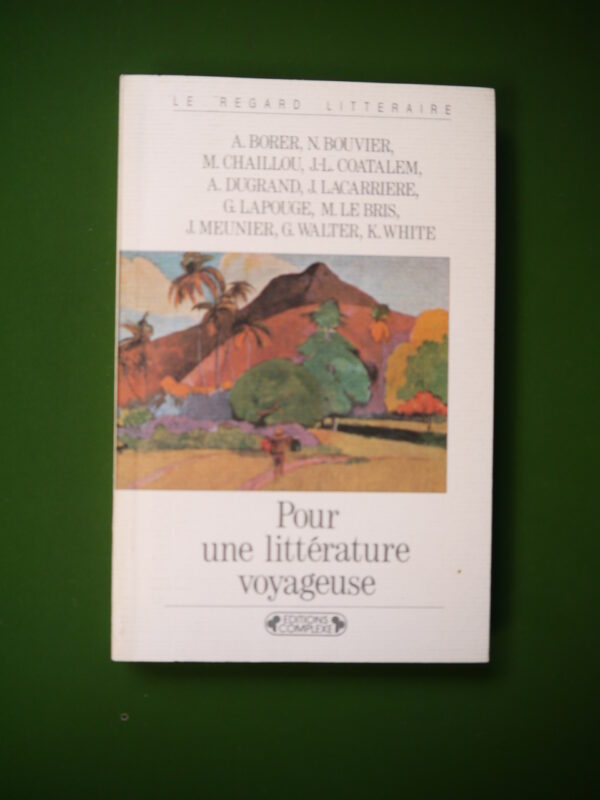 LE REGARD LITTERAIRE
A. BORER, N. BOUVIER,
M. CHAILLOU, J.-L. COATALEM,
A. DUGRAND, J. LACARRIERE,
G. LAPOUGE, M. LE BRIS,
J. MEUNIER, G. WALTER, K. WHITE
Pour
une littérature
voyageuse
EDITIONS
COMPLEXE